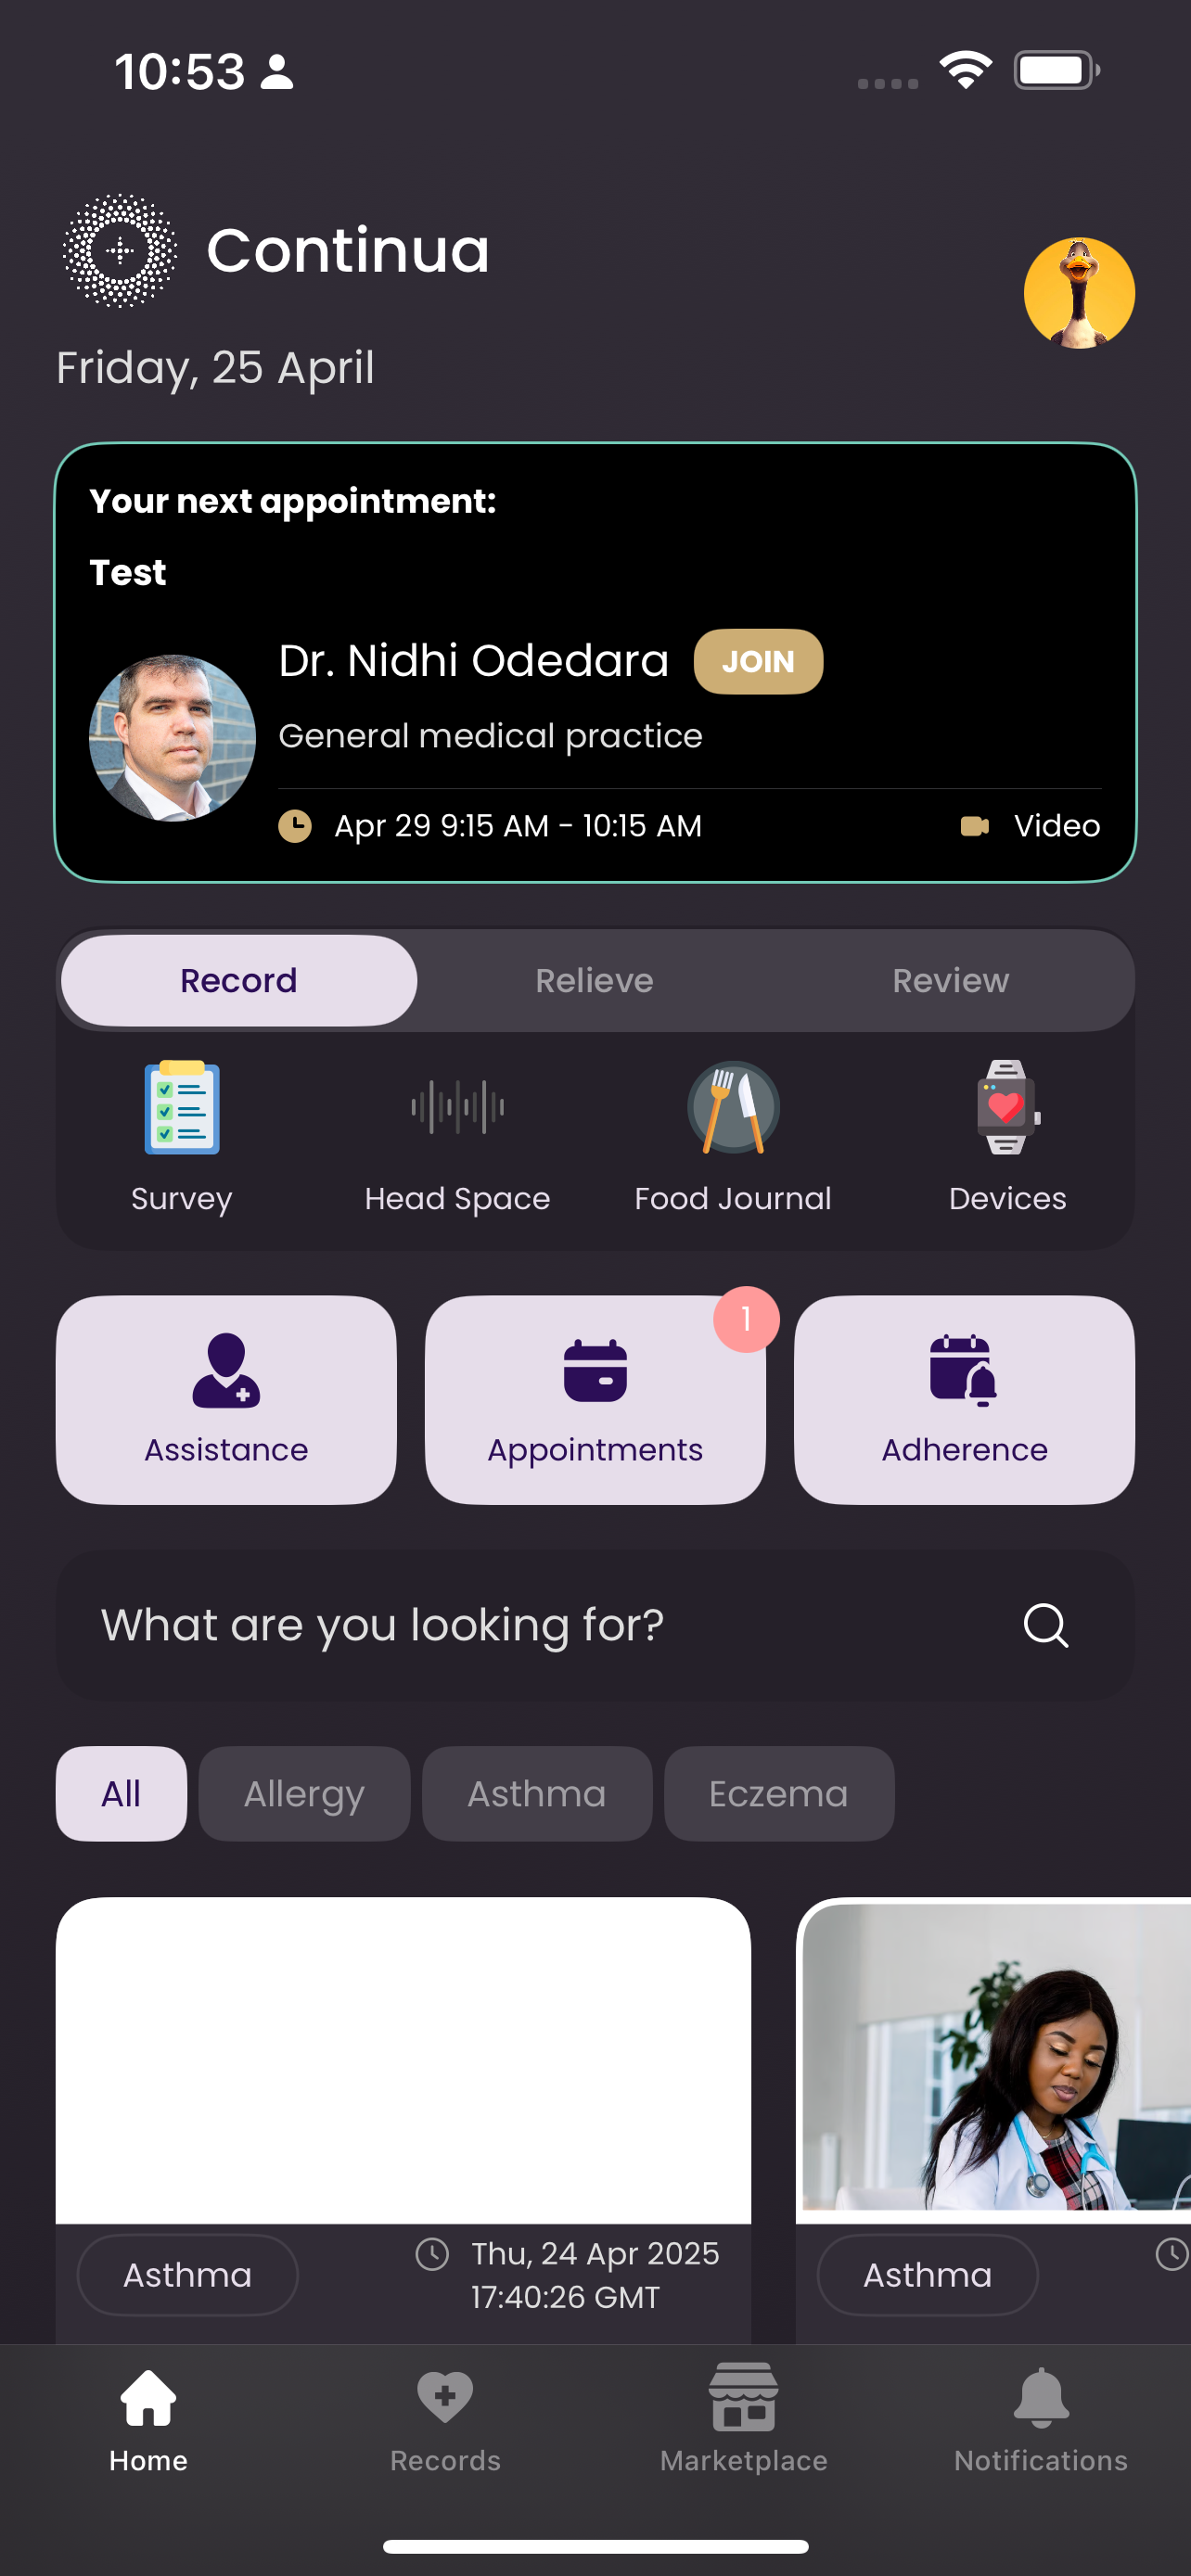 10:53
Continua
Friday, 25 April
Your next appointment:
Test
Dr. Nidhi Odedara
JOIN
General medical practice
Apr 29 9:15 AM - 10:15 AM
Video
Record
Relieve
Review
Survey
Head Space
Food Journal
Devices
1
Assistance
Appointments
Adherence
What are you looking for?
All
Allergy
Asthma
Eczema
Asthma
Thu, 24 Apr 2025
17:40:26 GMT
Asthma
Home
Records
Marketplace
Notifications